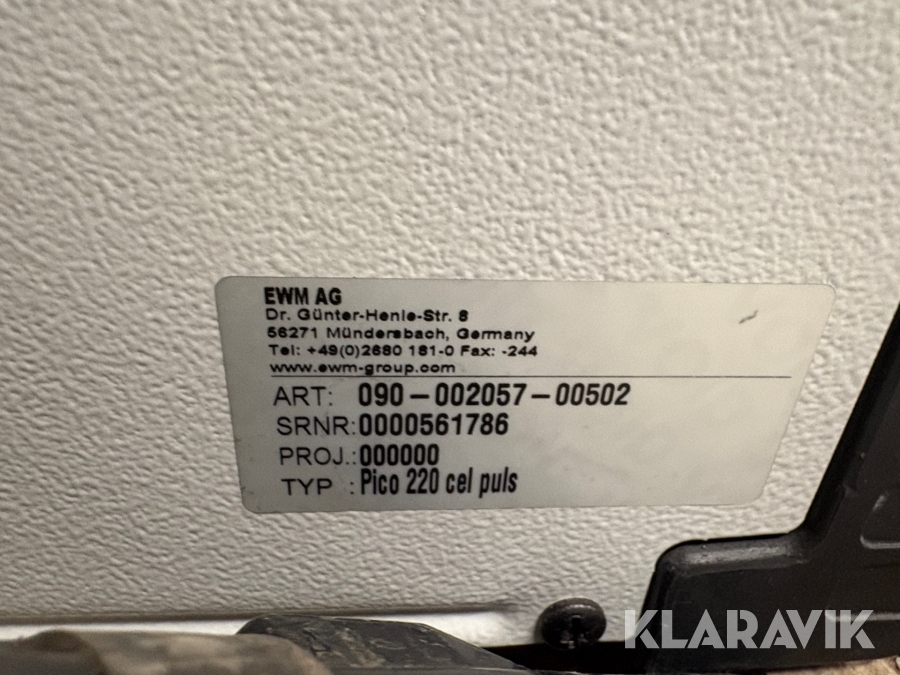 EWM AG
Dr. Günter-Henle-Str. 8
56271 Mündersbach, Germany
Tel: +49(0)2680 181-0 Fax: -244
www.ewm-group.com
ART: 090-002057-00502
SRNR:0000561786
PROJ.:000000
TYP :Pico 220 cel puls
KLARAVIK